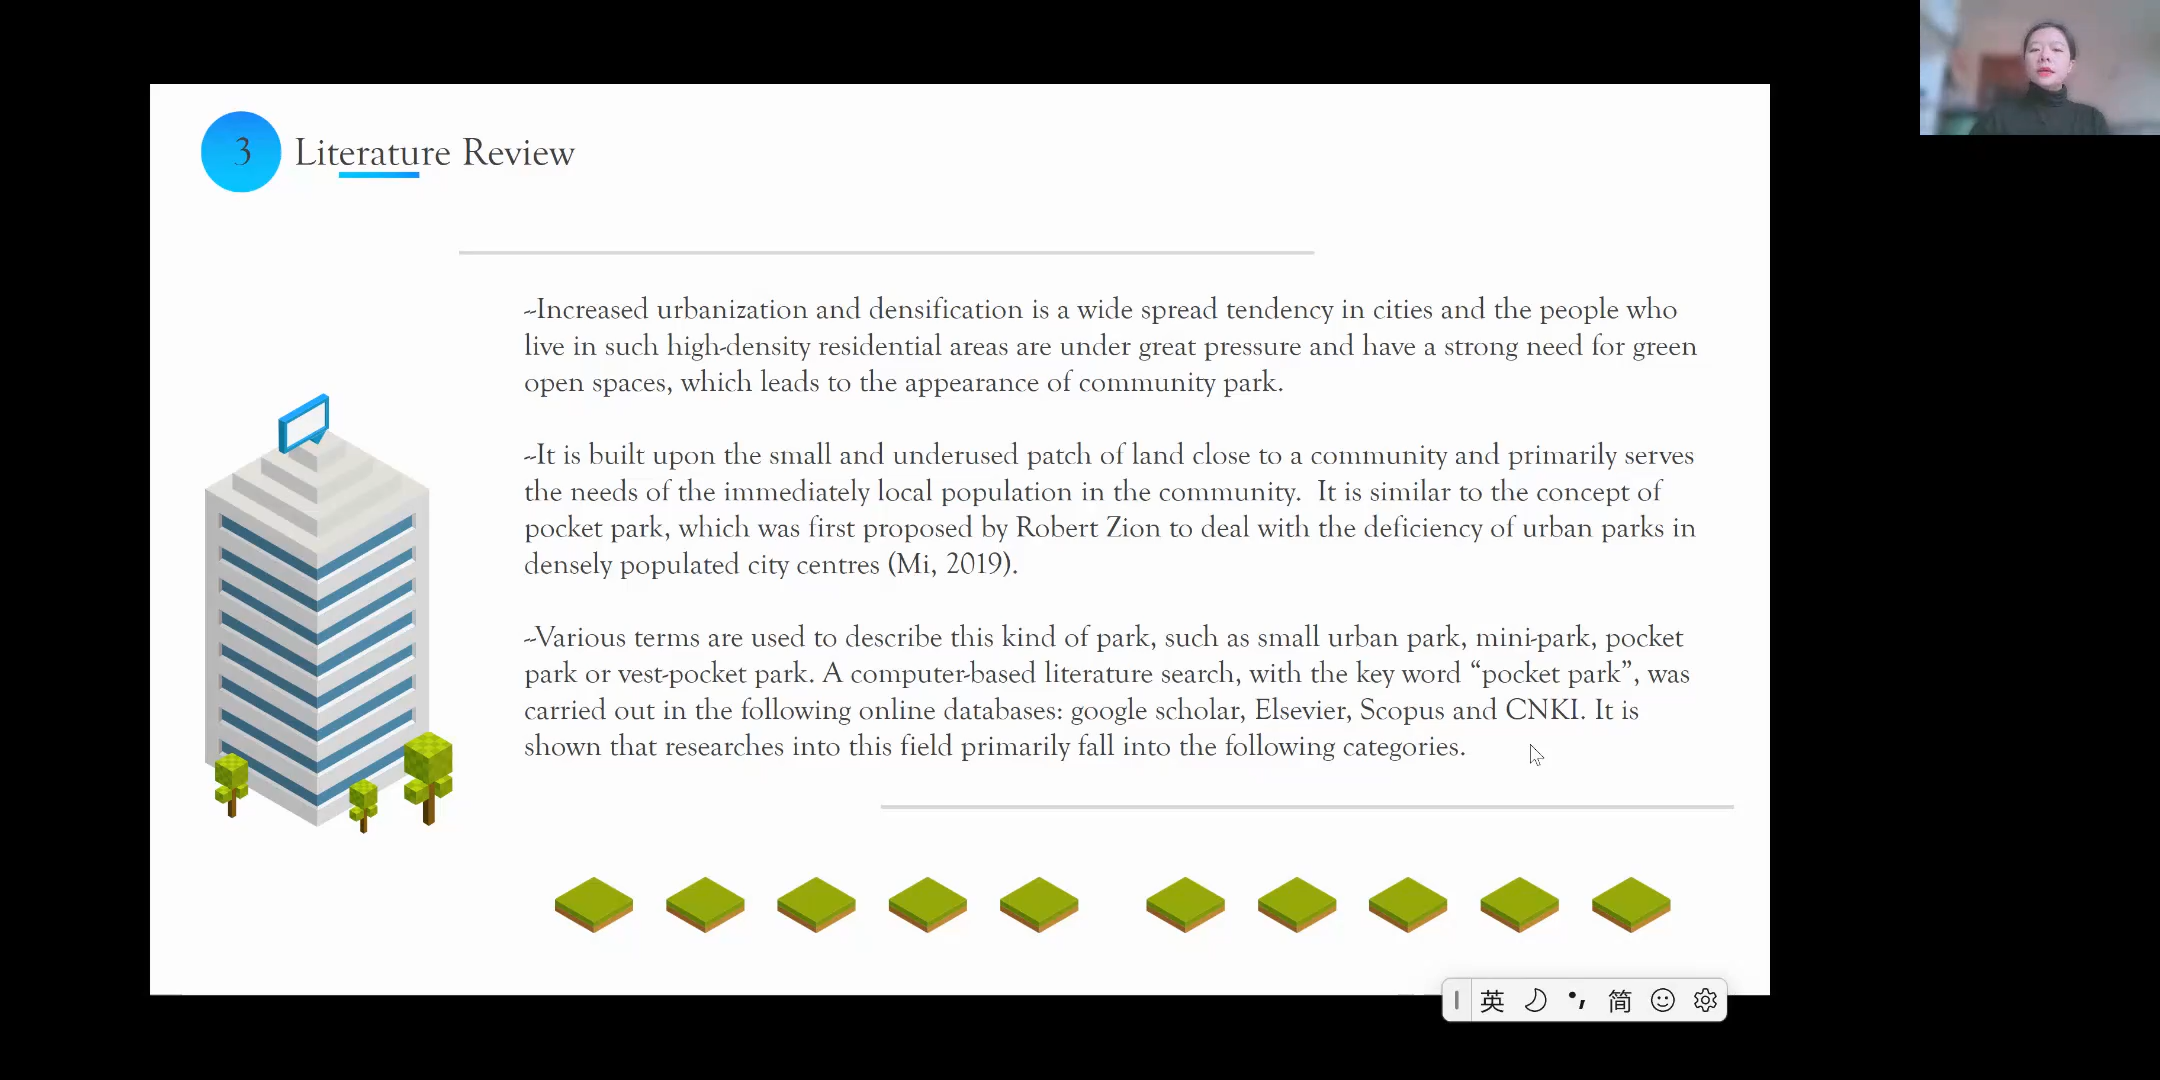 3 Literature Review
--Increased urbanization and densification is a wide spread tendency in cities and the people who
live in such high-density residential areas are under great pressure and have a strong need for green
open spaces, which leads to the appearance of community park.
--It is built upon the small and underused patch of land close to a community and primarily serves
the needs of the immediately local population in the community. It is similar to the concept of
pocket park, which was first proposed by Robert Zion to deal with the deficiency of urban parks in
densely populated city centres (Mi, 2019).
--Various terms are used to describe this kind of park, such as small urban park, mini-park, pocket
park or vest-pocket park. A computer-based literature search, with the key word “pocket park”, was
carried out in the following online databases: google scholar, Elsevier, Scopus and CNKI. It is
shown that researches into this field primarily fall into the following categories.
英 简